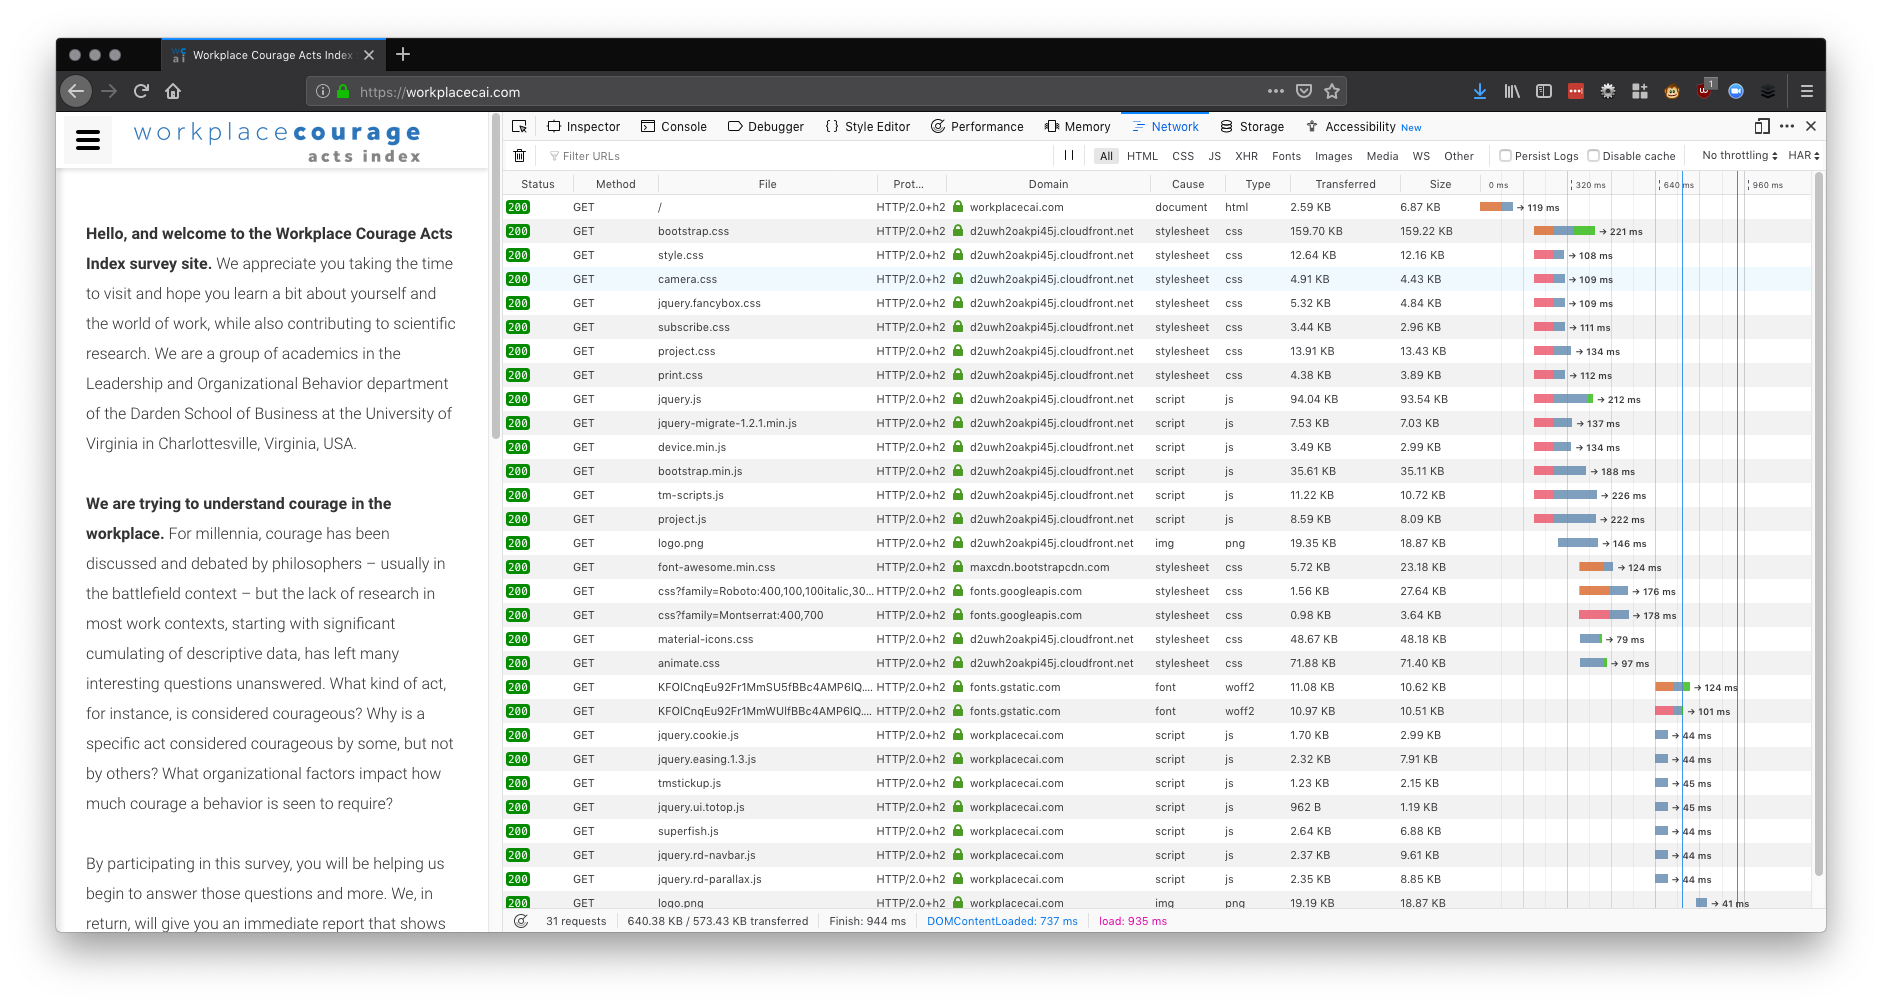 wc
ai
Workplace Courage Acts Index
https://workplacecai.com
1
workplacecourage
acts index
Hello, and welcome to the Workplace Courage Acts
Index survey site. We appreciate you taking the time
to visit and hope you learn a bit about yourself and
the world of work, while also contributing to scientific
research. We are a group of academics in the
Leadership and Organizational Behavior department
of the Darden School of Business at the University of
Virginia in Charlottesville, Virginia, USA.
We are trying to understand courage in the
workplace. For millennia, courage has been
discussed and debated by philosophers – usually in
the battlefield context – but the lack of research in
most work contexts, starting with significant
cumulating of descriptive data, has left many
interesting questions unanswered. What kind of act,
for instance, is considered courageous? Why is a
specific act considered courageous by some, but not
by others? What organizational factors impact how
much courage a behavior is seen to require?
By participating in this survey, you will be helping us
begin to answer those questions and more. We, in
return, will give you an immediate report that shows
Inspector Console Debugger Style Editor Performance Memory Network Storage Accessibility New
Filter URLs All HTML CSS JS XHR Fonts Images Media WS Other Persist Logs Disable cache No throttling HAR
Status Method File Prot... Domain Cause Type Transferred Size 0 ms 320 ms 640 ms 960 ms
200 GET / HTTP/2.0+h2 workplacecai.com document html 2.59 KB 6.87 KB → 119 ms
200 GET bootstrap.css HTTP/2.0+h2 d2uwh2oakpi45j.cloudfront.net stylesheet css 159.70 KB 159.22 KB → 221 ms
200 GET style.css HTTP/2.0+h2 d2uwh2oakpi45j.cloudfront.net stylesheet css 12.64 KB 12.16 KB → 108 ms
200 GET camera.css HTTP/2.0+h2 d2uwh2oakpi45j.cloudfront.net stylesheet css 4.91 KB 4.43 KB → 109 ms
200 GET jquery.fancybox.css HTTP/2.0+h2 d2uwh2oakpi45j.cloudfront.net stylesheet css 5.32 KB 4.84 KB → 109 ms
200 GET subscribe.css HTTP/2.0+h2 d2uwh2oakpi45j.cloudfront.net stylesheet css 3.44 KB 2.96 KB → 111 ms
200 GET project.css HTTP/2.0+h2 d2uwh2oakpi45j.cloudfront.net stylesheet css 13.91 KB 13.43 KB → 134 ms
200 GET print.css HTTP/2.0+h2 d2uwh2oakpi45j.cloudfront.net stylesheet css 4.38 KB 3.89 KB → 112 ms
200 GET jquery.js HTTP/2.0+h2 d2uwh2oakpi45j.cloudfront.net script js 94.04 KB 93.54 KB → 212 ms
200 GET jquery-migrate-1.2.1.min.js HTTP/2.0+h2 d2uwh2oakpi45j.cloudfront.net script js 7.53 KB 7.03 KB → 137 ms
200 GET device.min.js HTTP/2.0+h2 d2uwh2oakpi45j.cloudfront.net script js 3.49 KB 2.99 KB → 134 ms
200 GET bootstrap.min.js HTTP/2.0+h2 d2uwh2oakpi45j.cloudfront.net script js 35.61 KB 35.11 KB → 188 ms
200 GET tm-scripts.js HTTP/2.0+h2 d2uwh2oakpi45j.cloudfront.net script js 11.22 KB 10.72 KB → 226 ms
200 GET project.js HTTP/2.0+h2 d2uwh2oakpi45j.cloudfront.net script js 8.59 KB 8.09 KB → 222 ms
200 GET logo.png HTTP/2.0+h2 d2uwh2oakpi45j.cloudfront.net img png 19.35 KB 18.87 KB → 146 ms
200 GET font-awesome.min.css HTTP/2.0+h2 maxcdn.bootstrapcdn.com stylesheet css 5.72 KB 23.18 KB → 124 ms
200 GET css?family=Roboto:400,100,100italic,30... HTTP/2.0+h2 fonts.googleapis.com stylesheet css 1.56 KB 27.64 KB → 176 ms
200 GET css?family=Montserrat:400,700 HTTP/2.0+h2 fonts.googleapis.com stylesheet css 0.98 KB 3.64 KB → 178 ms
200 GET material-icons.css HTTP/2.0+h2 d2uwh2oakpi45j.cloudfront.net stylesheet css 48.67 KB 48.18 KB → 79 ms
200 GET animate.css HTTP/2.0+h2 d2uwh2oakpi45j.cloudfront.net stylesheet css 71.88 KB 71.40 KB → 97 ms
200 GET KFOlCnqEu92Fr1MmSU5fBBc4AMP6lQ.... HTTP/2.0+h2 fonts.gstatic.com font woff2 11.08 KB 10.62 KB → 124 ms
200 GET KFOlCnqEu92Fr1MmWUlfBBc4AMP6lQ.... HTTP/2.0+h2 fonts.gstatic.com font woff2 10.97 KB 10.51 KB → 101 ms
200 GET jquery.cookie.js HTTP/2.0+h2 workplacecai.com script js 1.70 KB 2.99 KB → 44 ms
200 GET jquery.easing.1.3.js HTTP/2.0+h2 workplacecai.com script js 2.32 KB 7.91 KB → 44 ms
200 GET tmstickup.js HTTP/2.0+h2 workplacecai.com script js 1.23 KB 2.15 KB → 45 ms
200 GET jquery.ui.totop.js HTTP/2.0+h2 workplacecai.com script js 962 B 1.19 KB → 45 ms
200 GET superfish.js HTTP/2.0+h2 workplacecai.com script js 2.64 KB 6.88 KB → 44 ms
200 GET jquery.rd-navbar.js HTTP/2.0+h2 workplacecai.com script js 2.37 KB 9.61 KB → 44 ms
200 GET jquery.rd-parallax.js HTTP/2.0+h2 workplacecai.com script js 2.35 KB 8.85 KB → 44 ms
200 GET logo.png HTTP/2.0+h2 workplacecai.com img png 19.19 KB 18.87 KB → 41 ms
31 requests 640.38 KB / 573.43 KB transferred Finish: 944 ms DOMContentLoaded: 737 ms load: 935 ms